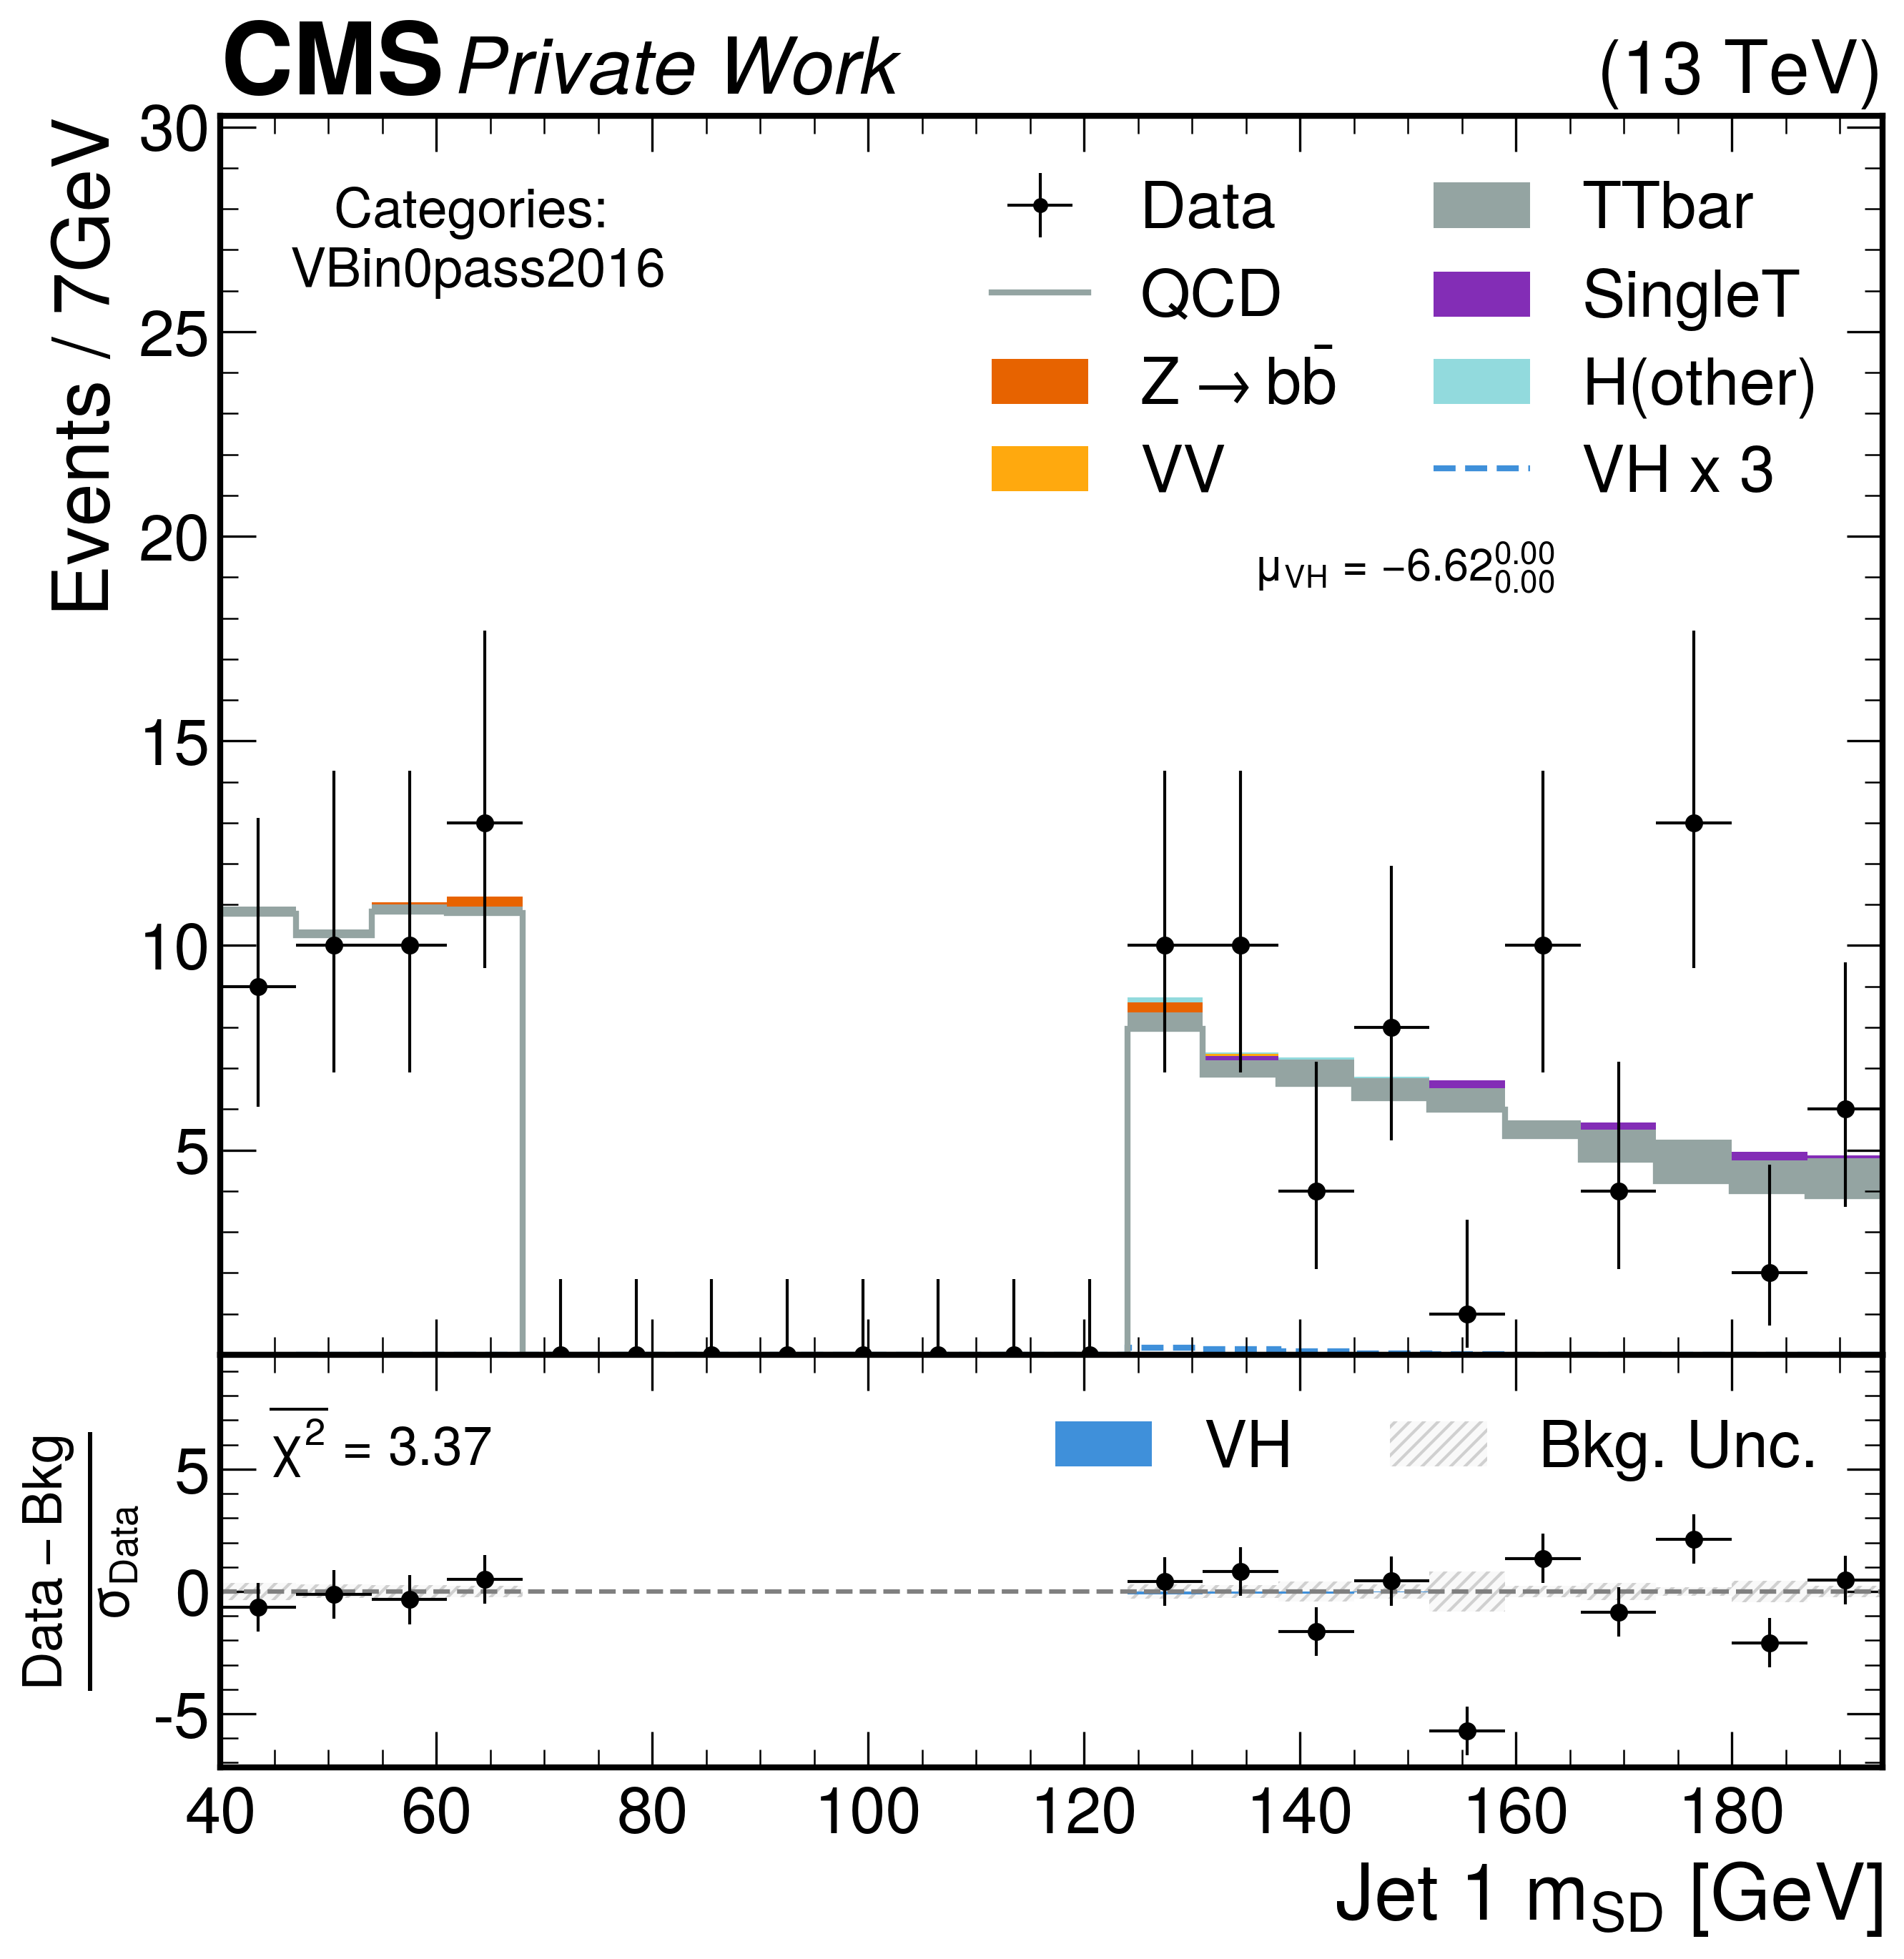 CMS Private Work (13 TeV)
Events / 7GeV
30
25
20
15
10
5
Categories:
VBin0pass2016
Data
QCD
Z → bb̄
VV
TTbar
SingleT
H(other)
VH x 3
μVH = −6.62 0.00 0.00
Data − Bkg
σData
5
0
-5
χ² = 3.37
VH
Bkg. Unc.
40 60 80 100 120 140 160 180
Jet 1 mSD [GeV]